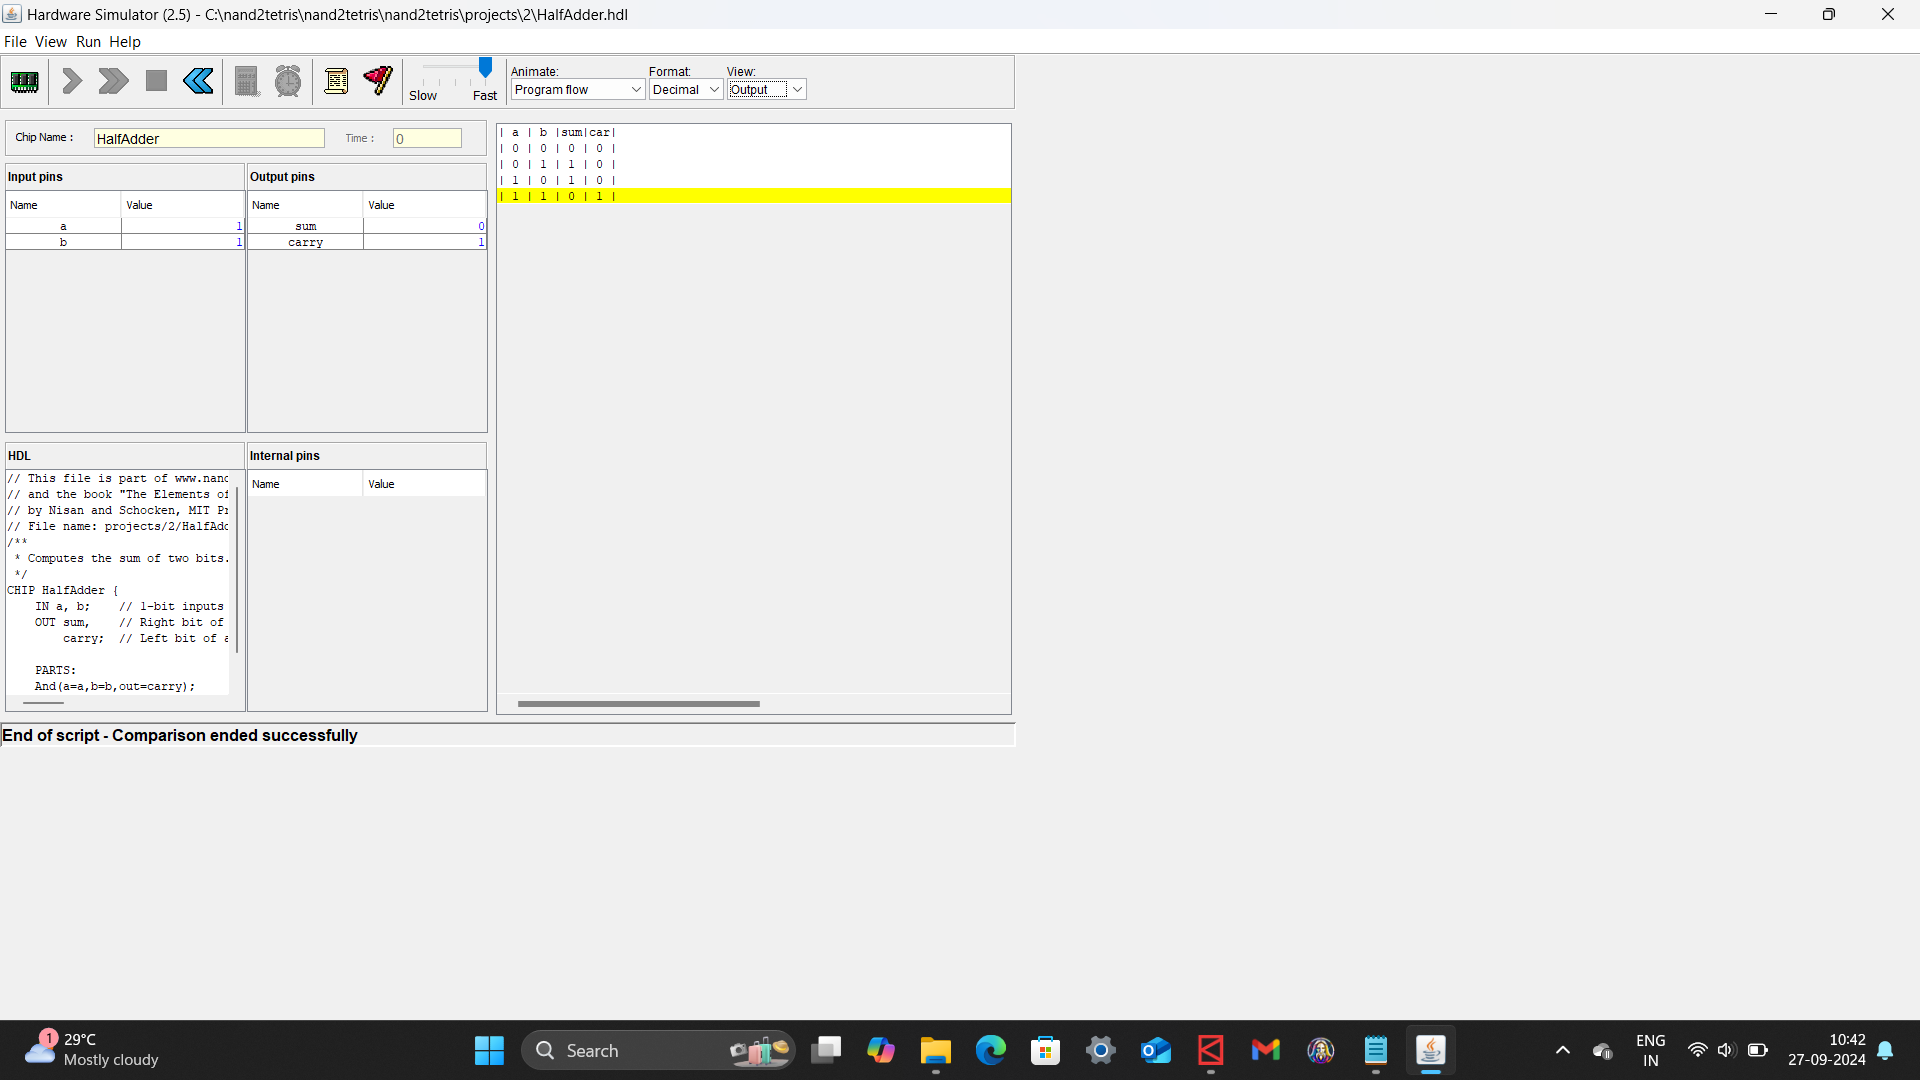 Hardware Simulator (2.5) - C:\nand2tetris\nand2tetris\nand2tetris\projects\2\HalfAdder.hdl
File View Run Help
Slow Fast
Animate: Format: View:
Program flow Decimal Output
Chip Name : HalfAdder Time : 0
Input pins Output pins
Name Value Name Value
a 1 sum 0
b 1 carry 1
| a | b |sum|car|
| 0 | 0 | 0 | 0 |
| 0 | 1 | 1 | 0 |
| 1 | 0 | 1 | 0 |
| 1 | 1 | 0 | 1 |
HDL
// This file is part of www.nand
// and the book "The Elements of
// by Nisan and Schocken, MIT Pr
// File name: projects/2/HalfAdd
/**
* Computes the sum of two bits.
*/
CHIP HalfAdder {
IN a, b; // 1-bit inputs
OUT sum, // Right bit of
carry; // Left bit of a
PARTS:
And(a=a,b=b,out=carry);
Internal pins
Name Value
End of script - Comparison ended successfully
1
29°C
Mostly cloudy
Search
ENG
IN
10:42
27-09-2024